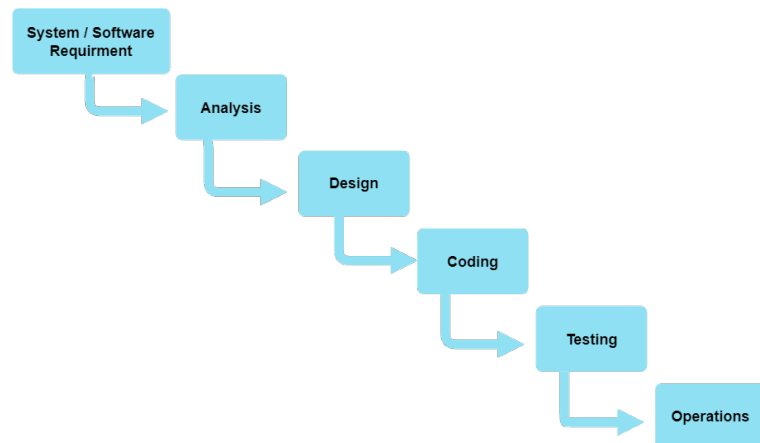 System / Software
Requirment
Analysis
Design
Coding
Testing
Operations